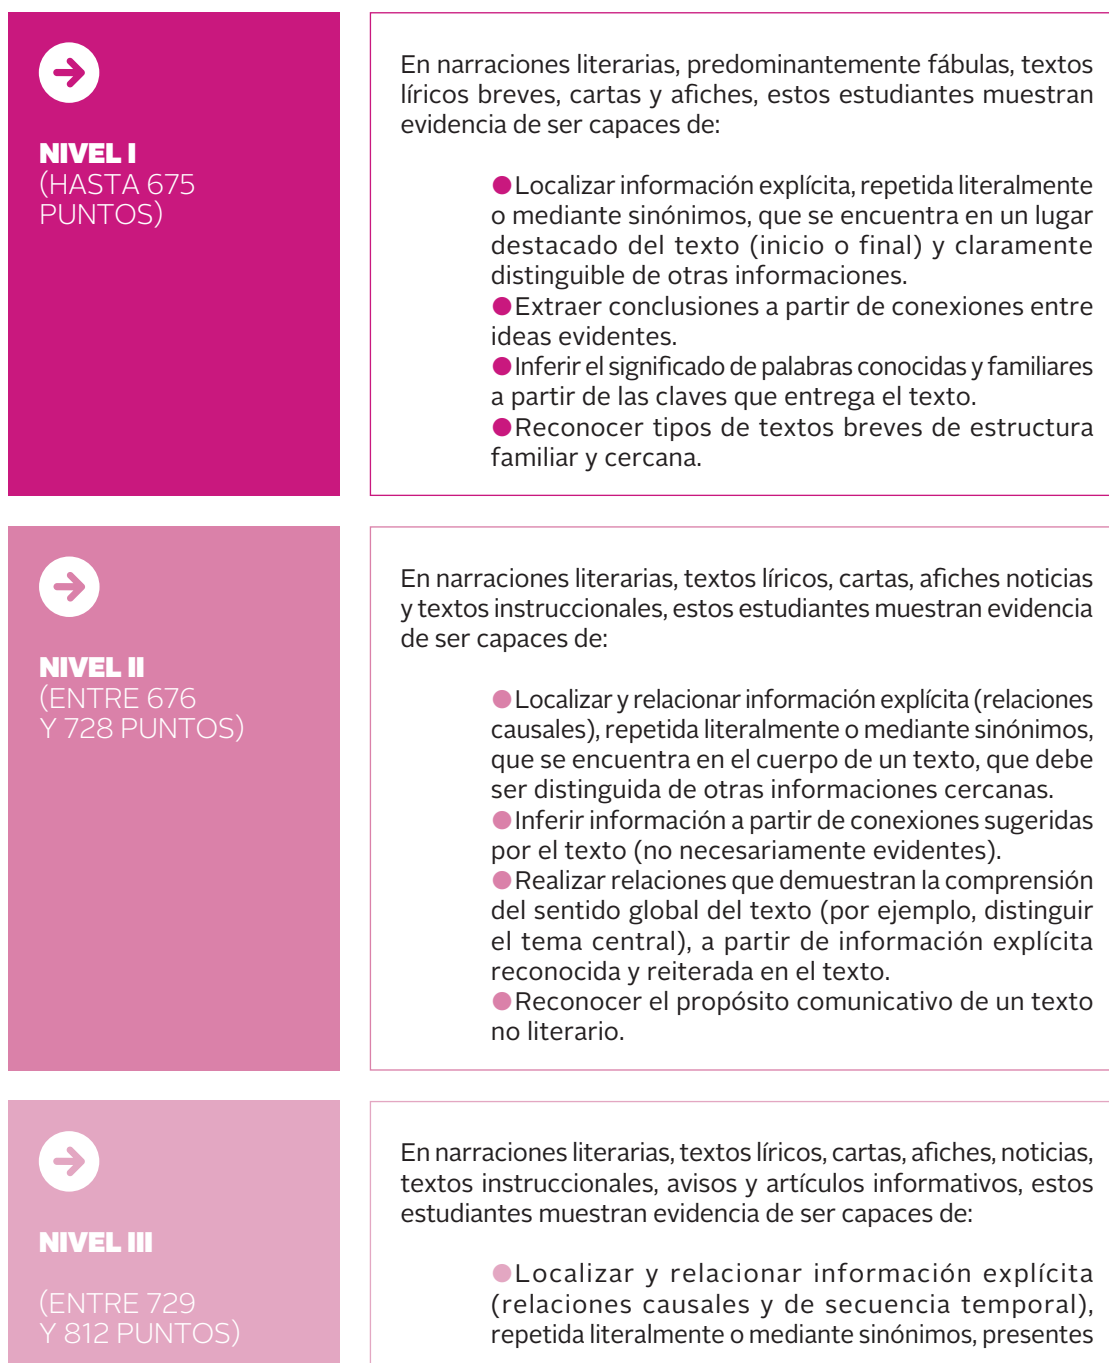 NIVEL I
(HASTA 675
PUNTOS)
En narraciones literarias, predominantemente fábulas, textos
líricos breves, cartas y afiches, estos estudiantes muestran
evidencia de ser capaces de:
●Localizar información explícita, repetida literalmente
o mediante sinónimos, que se encuentra en un lugar
destacado del texto (inicio o final) y claramente
distinguible de otras informaciones.
●Extraer conclusiones a partir de conexiones entre
ideas evidentes.
●Inferir el significado de palabras conocidas y familiares
a partir de las claves que entrega el texto.
●Reconocer tipos de textos breves de estructura
familiar y cercana.
NIVEL II
(ENTRE 676
Y 728 PUNTOS)
En narraciones literarias, textos líricos, cartas, afiches noticias
y textos instruccionales, estos estudiantes muestran evidencia
de ser capaces de:
●Localizar y relacionar información explícita (relaciones
causales), repetida literalmente o mediante sinónimos,
que se encuentra en el cuerpo de un texto, que debe
ser distinguida de otras informaciones cercanas.
●Inferir información a partir de conexiones sugeridas
por el texto (no necesariamente evidentes).
●Realizar relaciones que demuestran la comprensión
del sentido global del texto (por ejemplo, distinguir
el tema central), a partir de información explícita
reconocida y reiterada en el texto.
●Reconocer el propósito comunicativo de un texto
no literario.
NIVEL III
(ENTRE 729
Y 812 PUNTOS)
En narraciones literarias, textos líricos, cartas, afiches, noticias,
textos instruccionales, avisos y artículos informativos, estos
estudiantes muestran evidencia de ser capaces de:
●Localizar y relacionar información explícita
(relaciones causales y de secuencia temporal),
repetida literalmente o mediante sinónimos, presentes